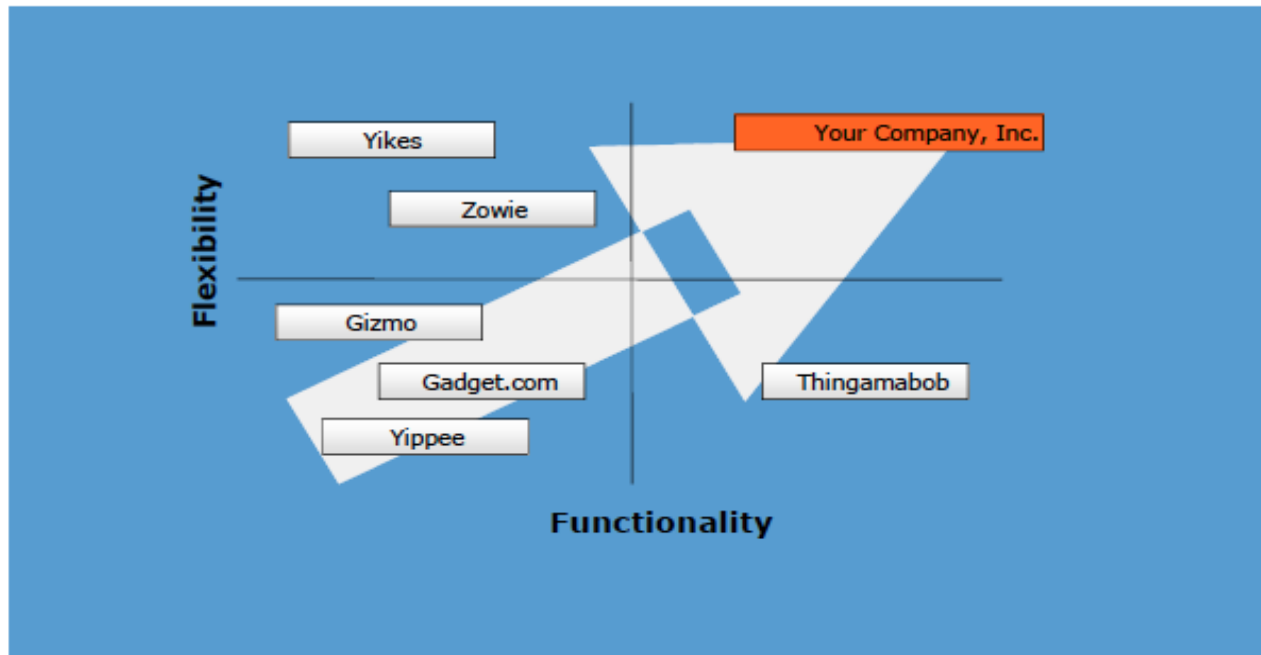 Yikes
Your Company, Inc.
Zowie
Flexibility
Gizmo
Gadget.com
Thingamabob
Yippee
Functionality